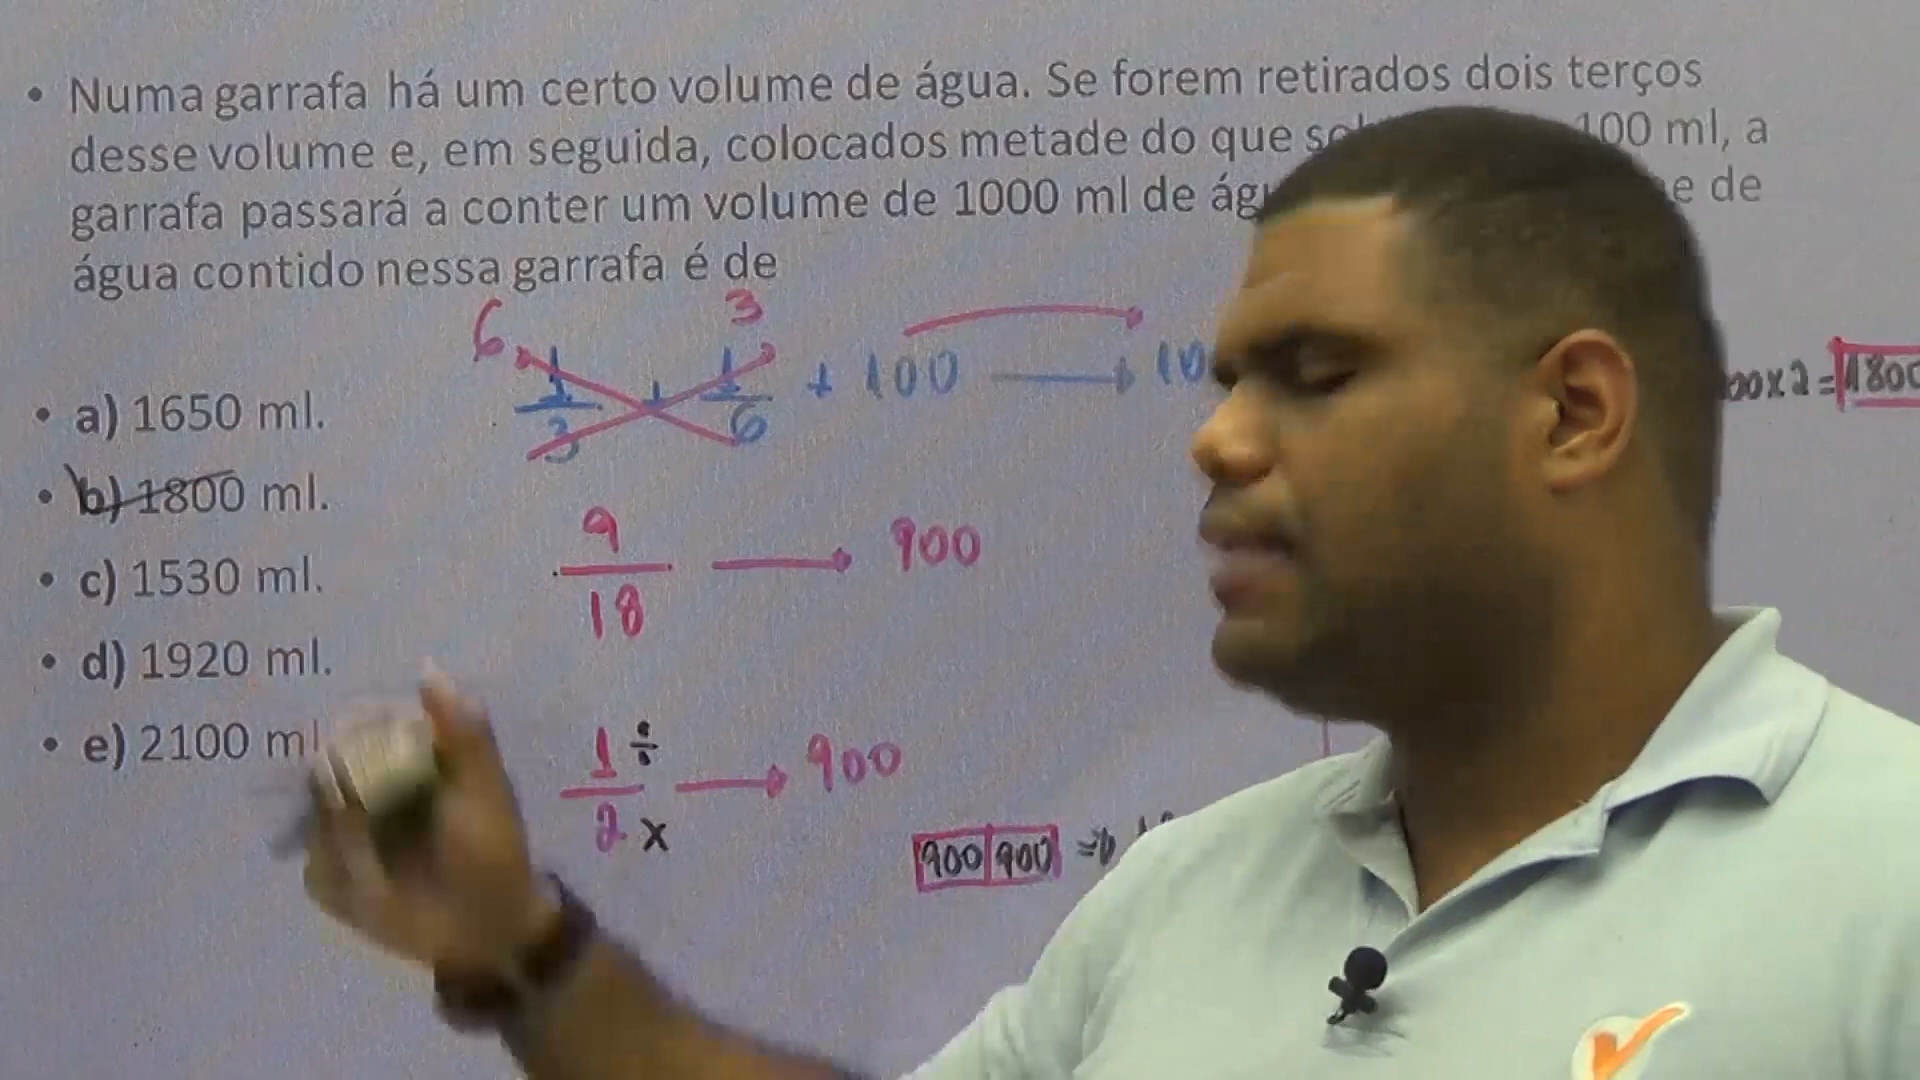 • Numa garrafa há um certo volume de água. Se forem retirados dois terços
desse volume e, em seguida, colocados metade do que 100 ml, a
garrafa passará a conter um volume de 1000 ml de e de
água contido nessa garrafa é de
6 3
1/3 + 1/6 + 100 → 10
00x2 = 1800
• a) 1650 ml.
• b) 1800 ml.
• c) 1530 ml.
• d) 1920 ml.
• e) 2100 ml
9/18 → 900
1 ÷ / 2 x → 900
900 900 ⇒